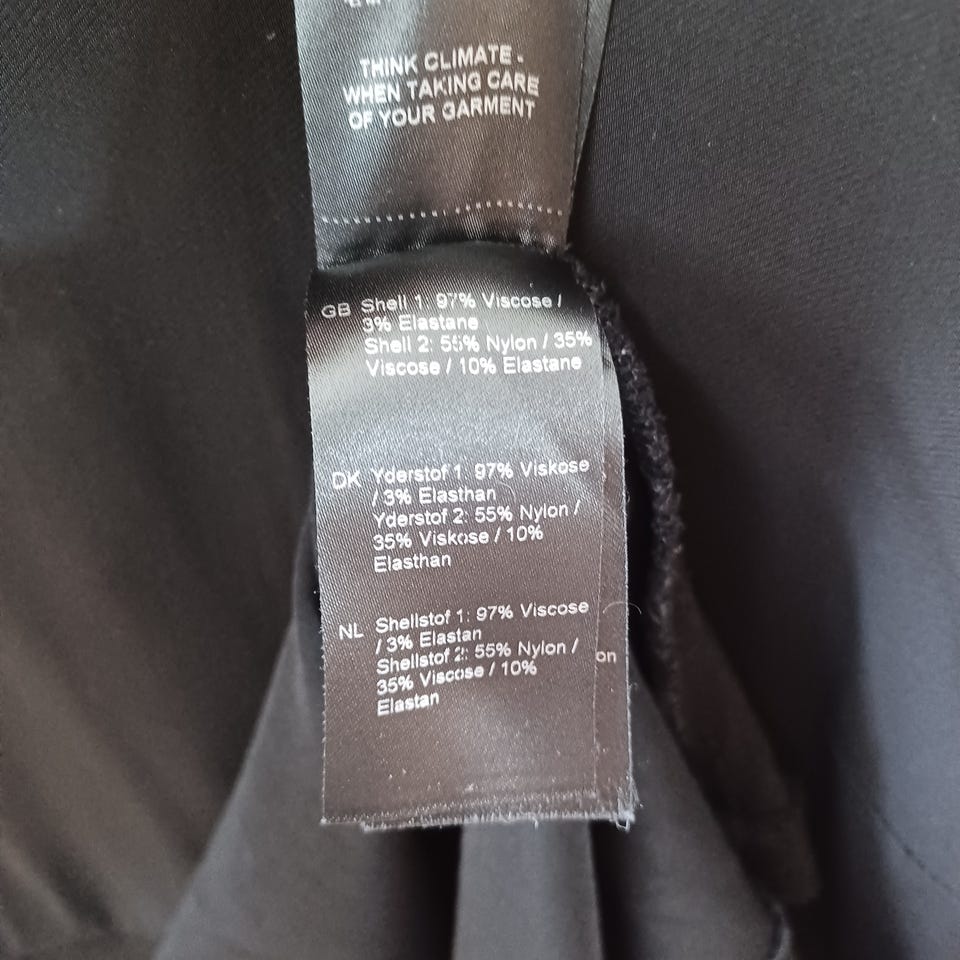 THINK CLIMATE -
WHEN TAKING CARE
OF YOUR GARMENT
GB Shell 1: 97% Viscose /
3% Elastane
Shell 2: 55% Nylon / 35%
Viscose / 10% Elastane
DK Yderstof 1: 97% Viskose
/ 3% Elasthan
Yderstof 2: 55% Nylon /
35% Viskose / 10%
Elasthan
NL Shellstof 1: 97% Viscose
/ 3% Elastan
Shellstof 2: 55% Nylon /
35% Viscose / 10%
Elastan
on